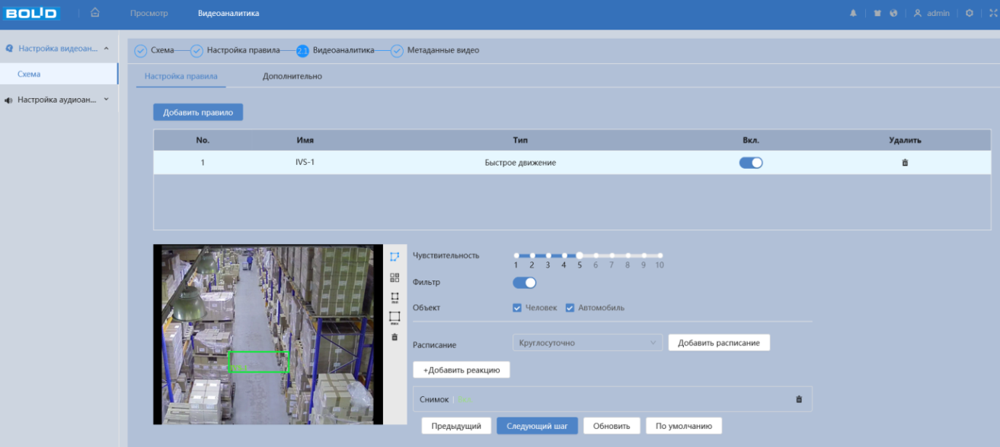 BOLID Просмотр Видеоаналитика admin
Настройка видеоан...
Схема
Настройка аудиоан...
Схема Настройка правила 2.1 Видеоаналитика Метаданные видео
Настройка правила Дополнительно
Добавить правило
No. Имя Тип Вкл. Удалить
1 IVS-1 Быстрое движение
Чувствительность
1 2 3 4 5 6 7 8 9 10
Фильтр
Объект Человек Автомобиль
Расписание Круглосуточно Добавить расписание
+Добавить реакцию
Снимок
Предыдущий Следующий шаг Обновить По умолчанию